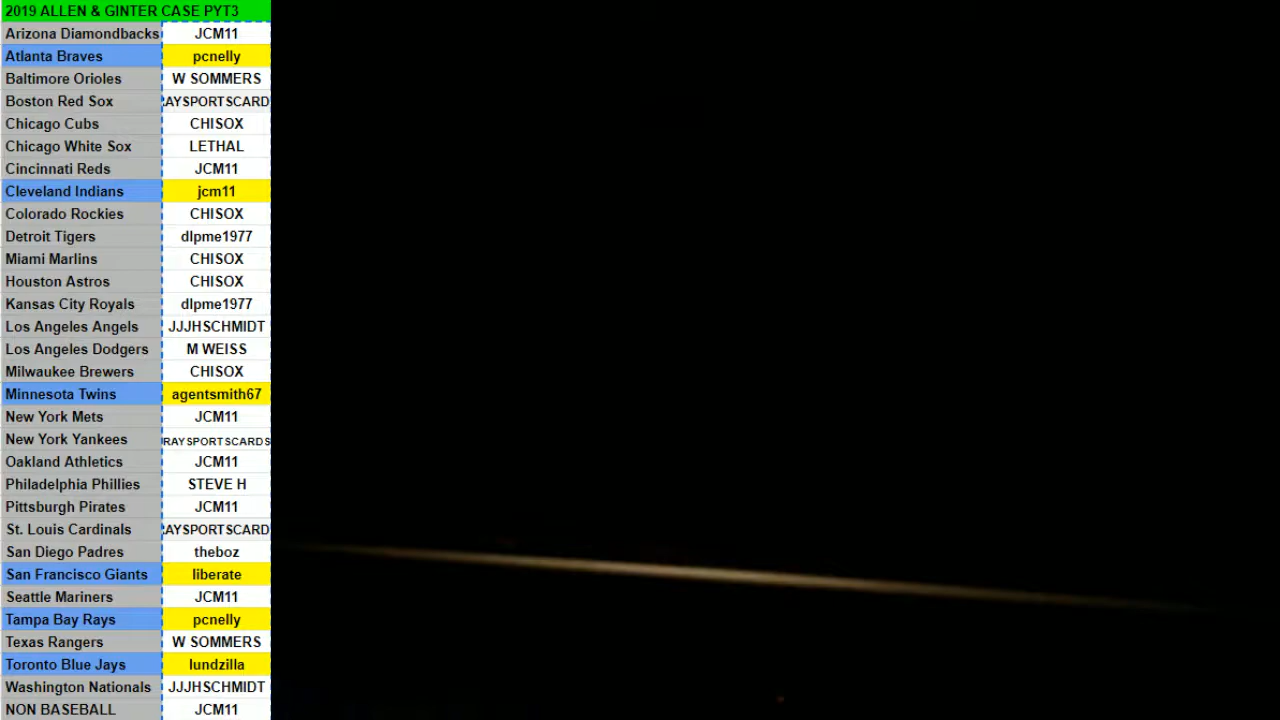 2019 ALLEN & GINTER CASE PYT3
Arizona Diamondbacks JCM11
Atlanta Braves pcnelly
Baltimore Orioles W SOMMERS
Boston Red Sox AYSPORTSCARD
Chicago Cubs CHISOX
Chicago White Sox LETHAL
Cincinnati Reds JCM11
Cleveland Indians jcm11
Colorado Rockies CHISOX
Detroit Tigers dlpme1977
Miami Marlins CHISOX
Houston Astros CHISOX
Kansas City Royals dlpme1977
Los Angeles Angels JJJHSCHMIDT
Los Angeles Dodgers M WEISS
Milwaukee Brewers CHISOX
Minnesota Twins agentsmith67
New York Mets JCM11
New York Yankees RAYSPORTSCARDS
Oakland Athletics JCM11
Philadelphia Phillies STEVE H
Pittsburgh Pirates JCM11
St. Louis Cardinals AYSPORTSCARD
San Diego Padres theboz
San Francisco Giants liberate
Seattle Mariners JCM11
Tampa Bay Rays pcnelly
Texas Rangers W SOMMERS
Toronto Blue Jays lundzilla
Washington Nationals JJJHSCHMIDT
NON BASEBALL JCM11